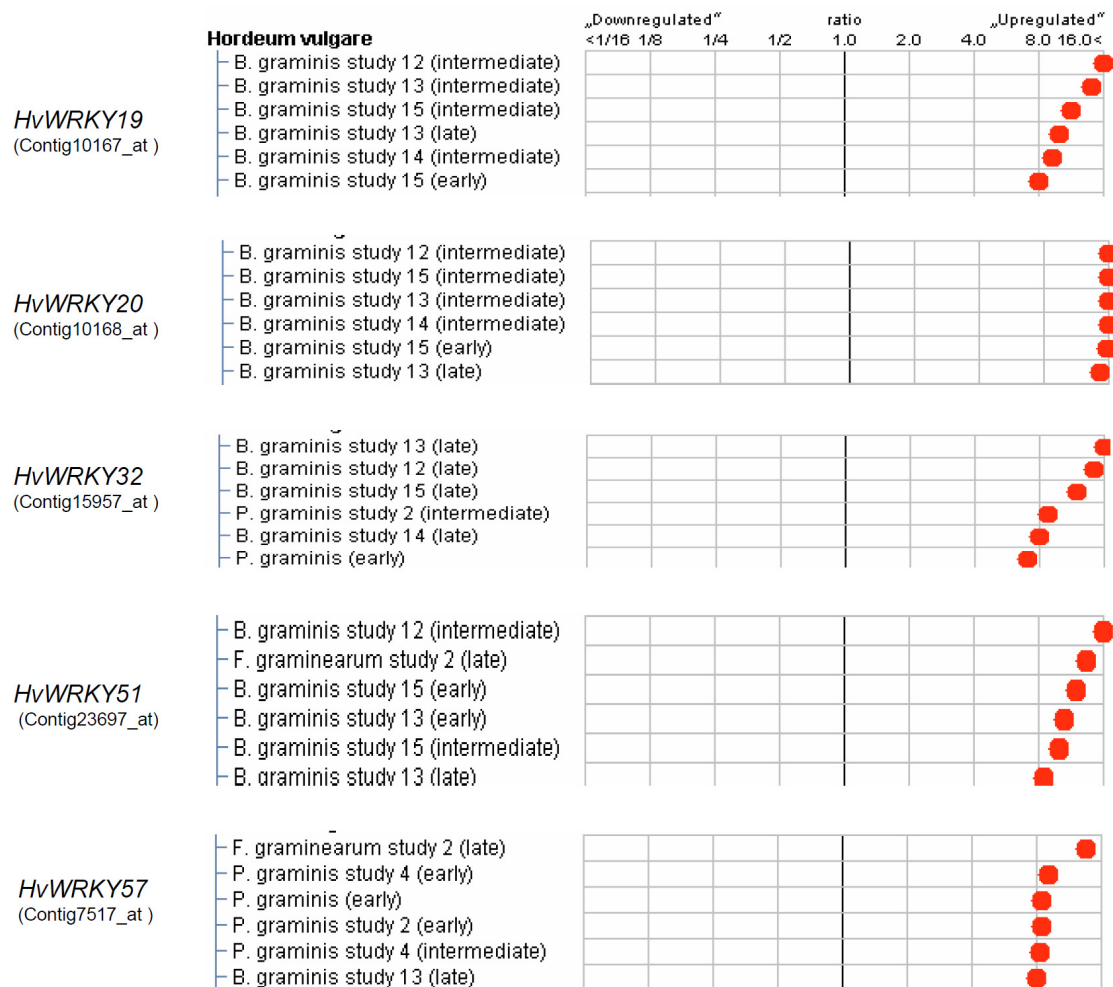 „Downregulated“ ratio „Upregulated“
Hordeum vulgare <1/16 1/8 1/4 1/2 1.0 2.0 4.0 8.0 16.0<
HvWRKY19
(Contig10167_at )
B. graminis study 12 (intermediate)
B. graminis study 13 (intermediate)
B. graminis study 15 (intermediate)
B. graminis study 13 (late)
B. graminis study 14 (intermediate)
B. graminis study 15 (early)
HvWRKY20
(Contig10168_at )
B. graminis study 12 (intermediate)
B. graminis study 15 (intermediate)
B. graminis study 13 (intermediate)
B. graminis study 14 (intermediate)
B. graminis study 15 (early)
B. graminis study 13 (late)
HvWRKY32
(Contig15957_at )
B. graminis study 13 (late)
B. graminis study 12 (late)
B. graminis study 15 (late)
P. graminis study 2 (intermediate)
B. graminis study 14 (late)
P. graminis (early)
HvWRKY51
(Contig23697_at)
B. graminis study 12 (intermediate)
F. graminearum study 2 (late)
B. graminis study 15 (early)
B. graminis study 13 (early)
B. graminis study 15 (intermediate)
B. graminis study 13 (late)
HvWRKY57
(Contig7517_at )
F. graminearum study 2 (late)
P. graminis study 4 (early)
P. graminis (early)
P. graminis study 2 (early)
P. graminis study 4 (intermediate)
B. graminis study 13 (late)